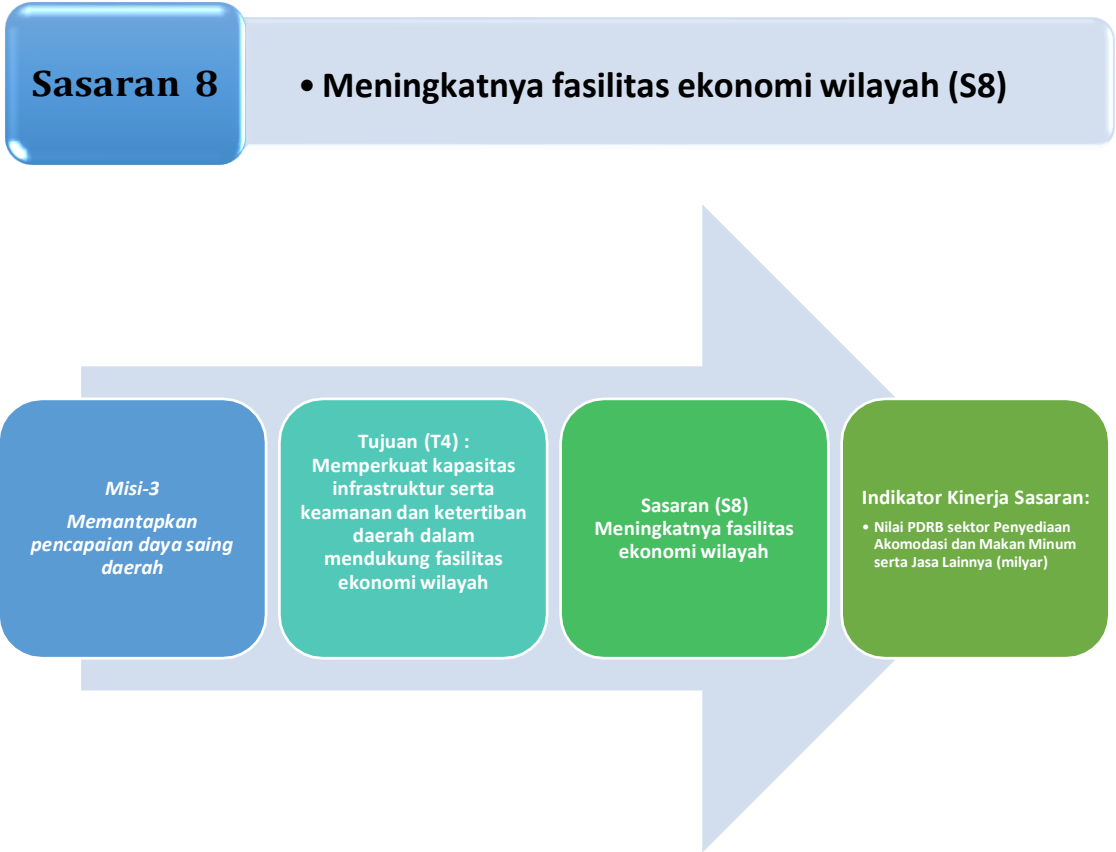 Sasaran 8
• Meningkatnya fasilitas ekonomi wilayah (S8)
Misi-3
Memantapkan
pencapaian daya saing
daerah
Tujuan (T4) :
Memperkuat kapasitas
infrastruktur serta
keamanan dan ketertiban
daerah dalam
mendukung fasilitas
ekonomi wilayah
Sasaran (S8)
Meningkatnya fasilitas
ekonomi wilayah
Indikator Kinerja Sasaran:
• Nilai PDRB sektor Penyediaan
Akomodasi dan Makan Minum
serta Jasa Lainnya (milyar)